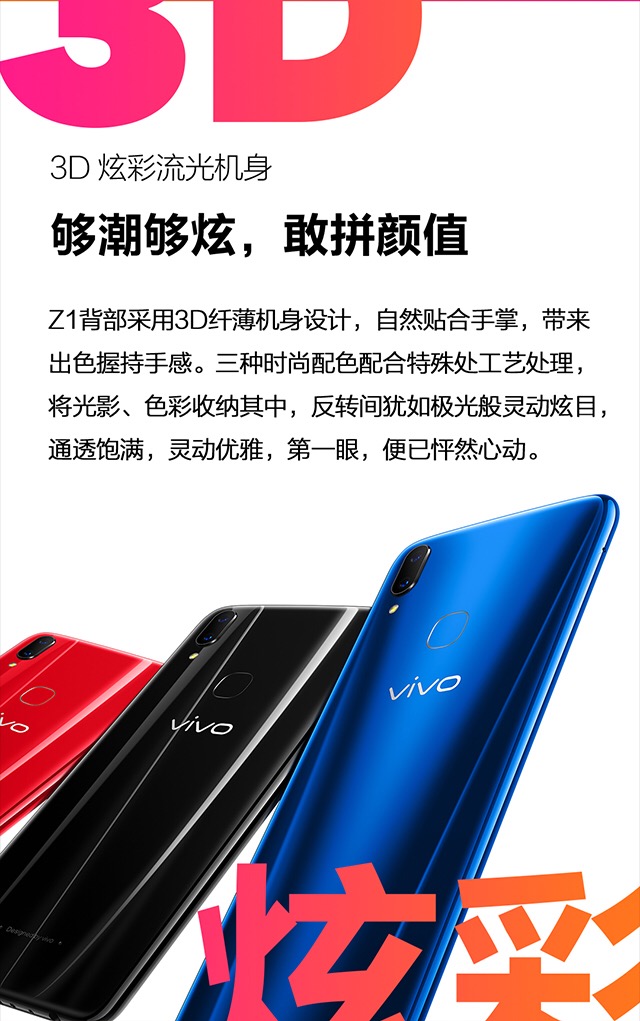 3D
3D 炫彩流光机身
够潮够炫，敢拼颜值
Z1背部采用3D纤薄机身设计，自然贴合手掌，带来
出色握持手感。三种时尚配色配合特殊处工艺处理，
将光影、色彩收纳其中，反转间犹如极光般灵动炫目，
通透饱满，灵动优雅，第一眼，便已怦然心动。
vivo
vivo
vivo
Designed by vivo
炫彩